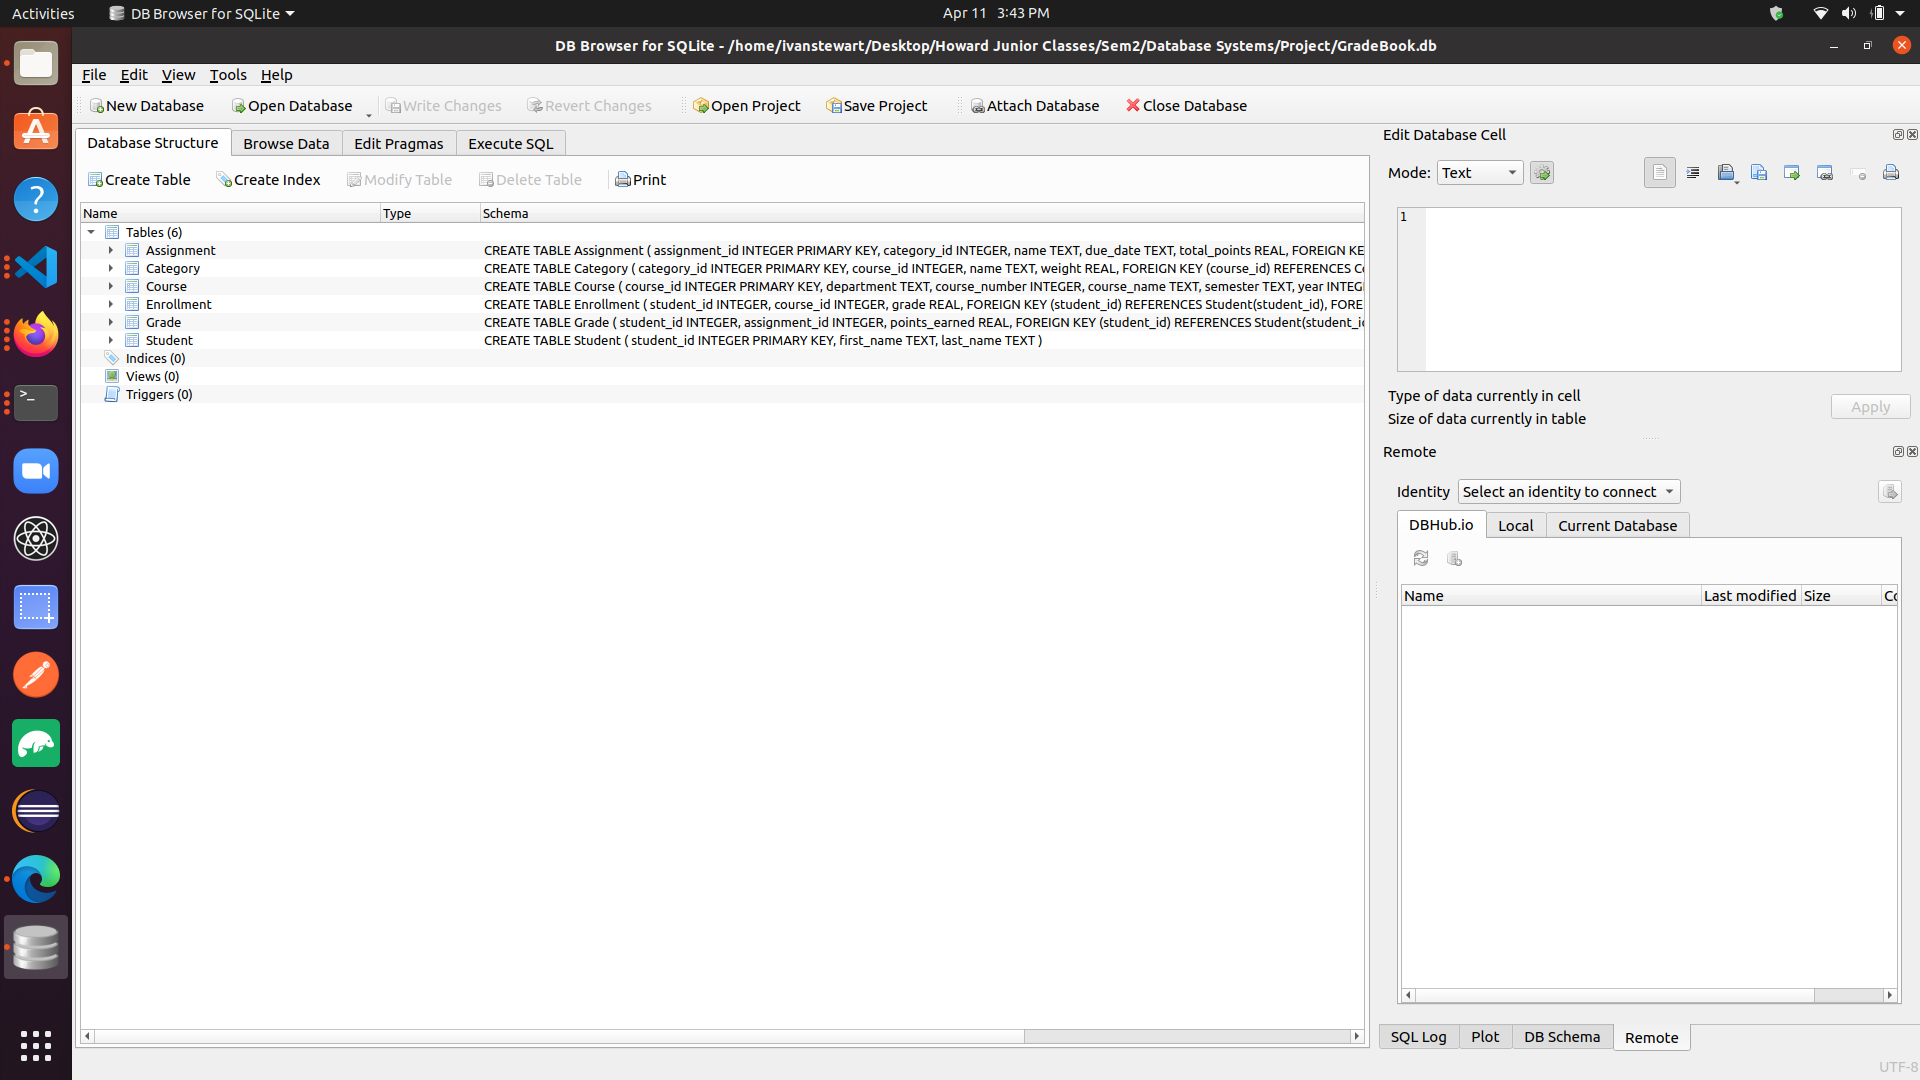 Activities DB Browser for SQLite Apr 11 3:43 PM
DB Browser for SQLite - /home/ivanstewart/Desktop/Howard Junior Classes/Sem2/Database Systems/Project/GradeBook.db
File Edit View Tools Help
New Database Open Database Write Changes Revert Changes Open Project Save Project Attach Database Close Database
Database Structure Browse Data Edit Pragmas Execute SQL
Create Table Create Index Modify Table Delete Table Print
Name Type Schema
Tables (6)
Assignment CREATE TABLE Assignment ( assignment_id INTEGER PRIMARY KEY, category_id INTEGER, name TEXT, due_date TEXT, total_points REAL, FOREIGN KE
Category CREATE TABLE Category ( category_id INTEGER PRIMARY KEY, course_id INTEGER, name TEXT, weight REAL, FOREIGN KEY (course_id) REFERENCES Co
Course CREATE TABLE Course ( course_id INTEGER PRIMARY KEY, department TEXT, course_number INTEGER, course_name TEXT, semester TEXT, year INTEG
Enrollment CREATE TABLE Enrollment ( student_id INTEGER, course_id INTEGER, grade REAL, FOREIGN KEY (student_id) REFERENCES Student(student_id), FORE
Grade CREATE TABLE Grade ( student_id INTEGER, assignment_id INTEGER, points_earned REAL, FOREIGN KEY (student_id) REFERENCES Student(student_id
Student CREATE TABLE Student ( student_id INTEGER PRIMARY KEY, first_name TEXT, last_name TEXT )
Indices (0)
Views (0)
Triggers (0)
Edit Database Cell
Mode: Text
1
Type of data currently in cell
Size of data currently in table
Apply
Remote
Identity Select an identity to connect
DBHub.io Local Current Database
Name Last modified Size Co
SQL Log Plot DB Schema Remote
UTF-8